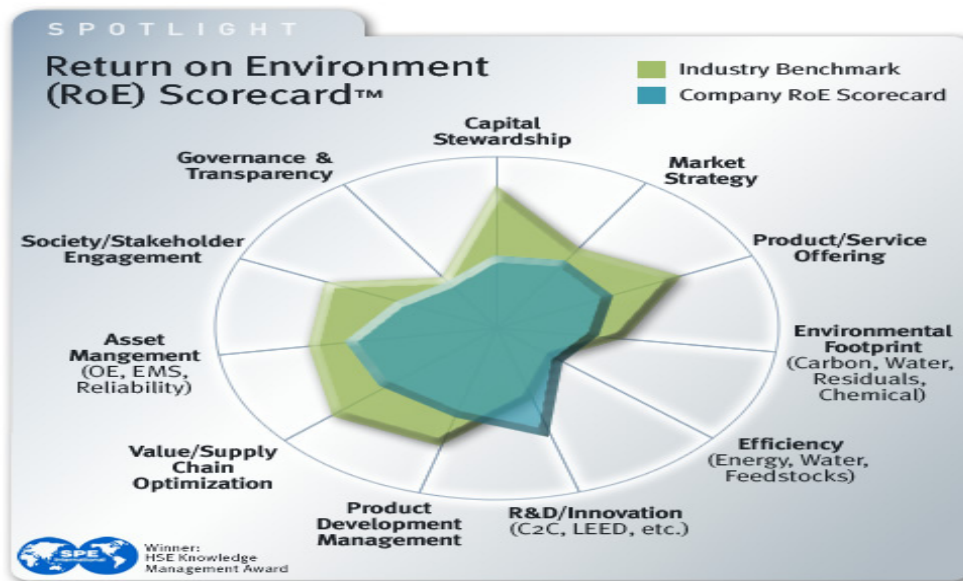 SPOTLIGHT
Return on Environment
(RoE) Scorecard™
Industry Benchmark
Company RoE Scorecard
Capital
Stewardship
Market
Strategy
Product/Service
Offering
Environmental
Footprint
(Carbon, Water,
Residuals,
Chemical)
Efficiency
(Energy, Water,
Feedstocks)
R&D/Innovation
(C2C, LEED, etc.)
Product
Development
Management
Value/Supply
Chain
Optimization
Asset
Mangement
(OE, EMS,
Reliability)
Society/Stakeholder
Engagement
Governance &
Transparency
SPE
International
Winner:
HSE Knowledge
Management Award